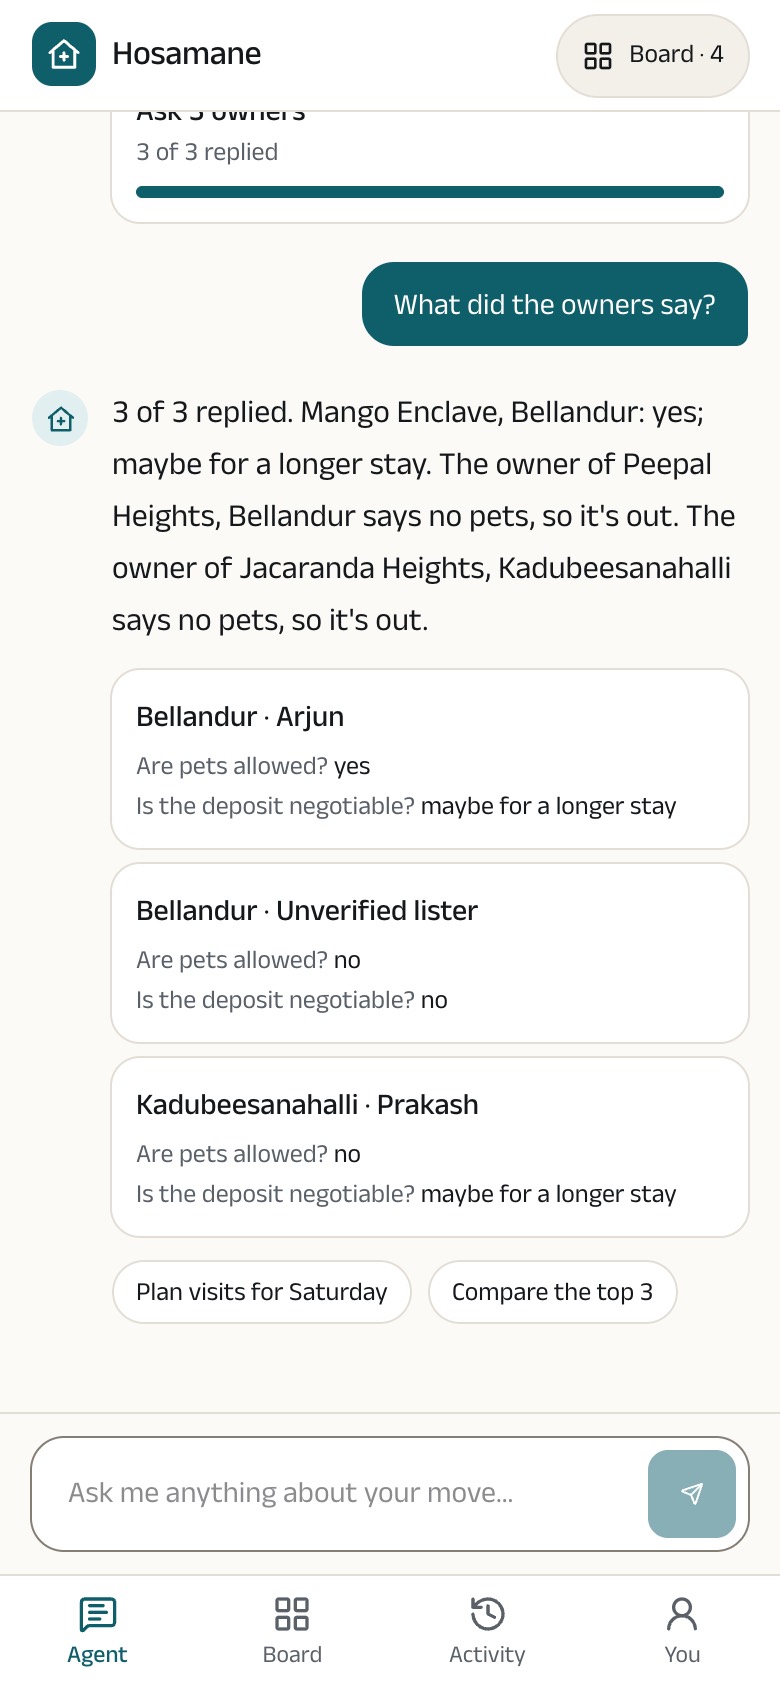 Hosamane
Board · 4
Ask 3 owners
3 of 3 replied
What did the owners say?
3 of 3 replied. Mango Enclave, Bellandur: yes;
maybe for a longer stay. The owner of Peepal
Heights, Bellandur says no pets, so it's out. The
owner of Jacaranda Heights, Kadubeesanahalli
says no pets, so it's out.
Bellandur · Arjun
Are pets allowed? yes
Is the deposit negotiable? maybe for a longer stay
Bellandur · Unverified lister
Are pets allowed? no
Is the deposit negotiable? no
Kadubeesanahalli · Prakash
Are pets allowed? no
Is the deposit negotiable? maybe for a longer stay
Plan visits for Saturday
Compare the top 3
Ask me anything about your move...
Agent
Board
Activity
You